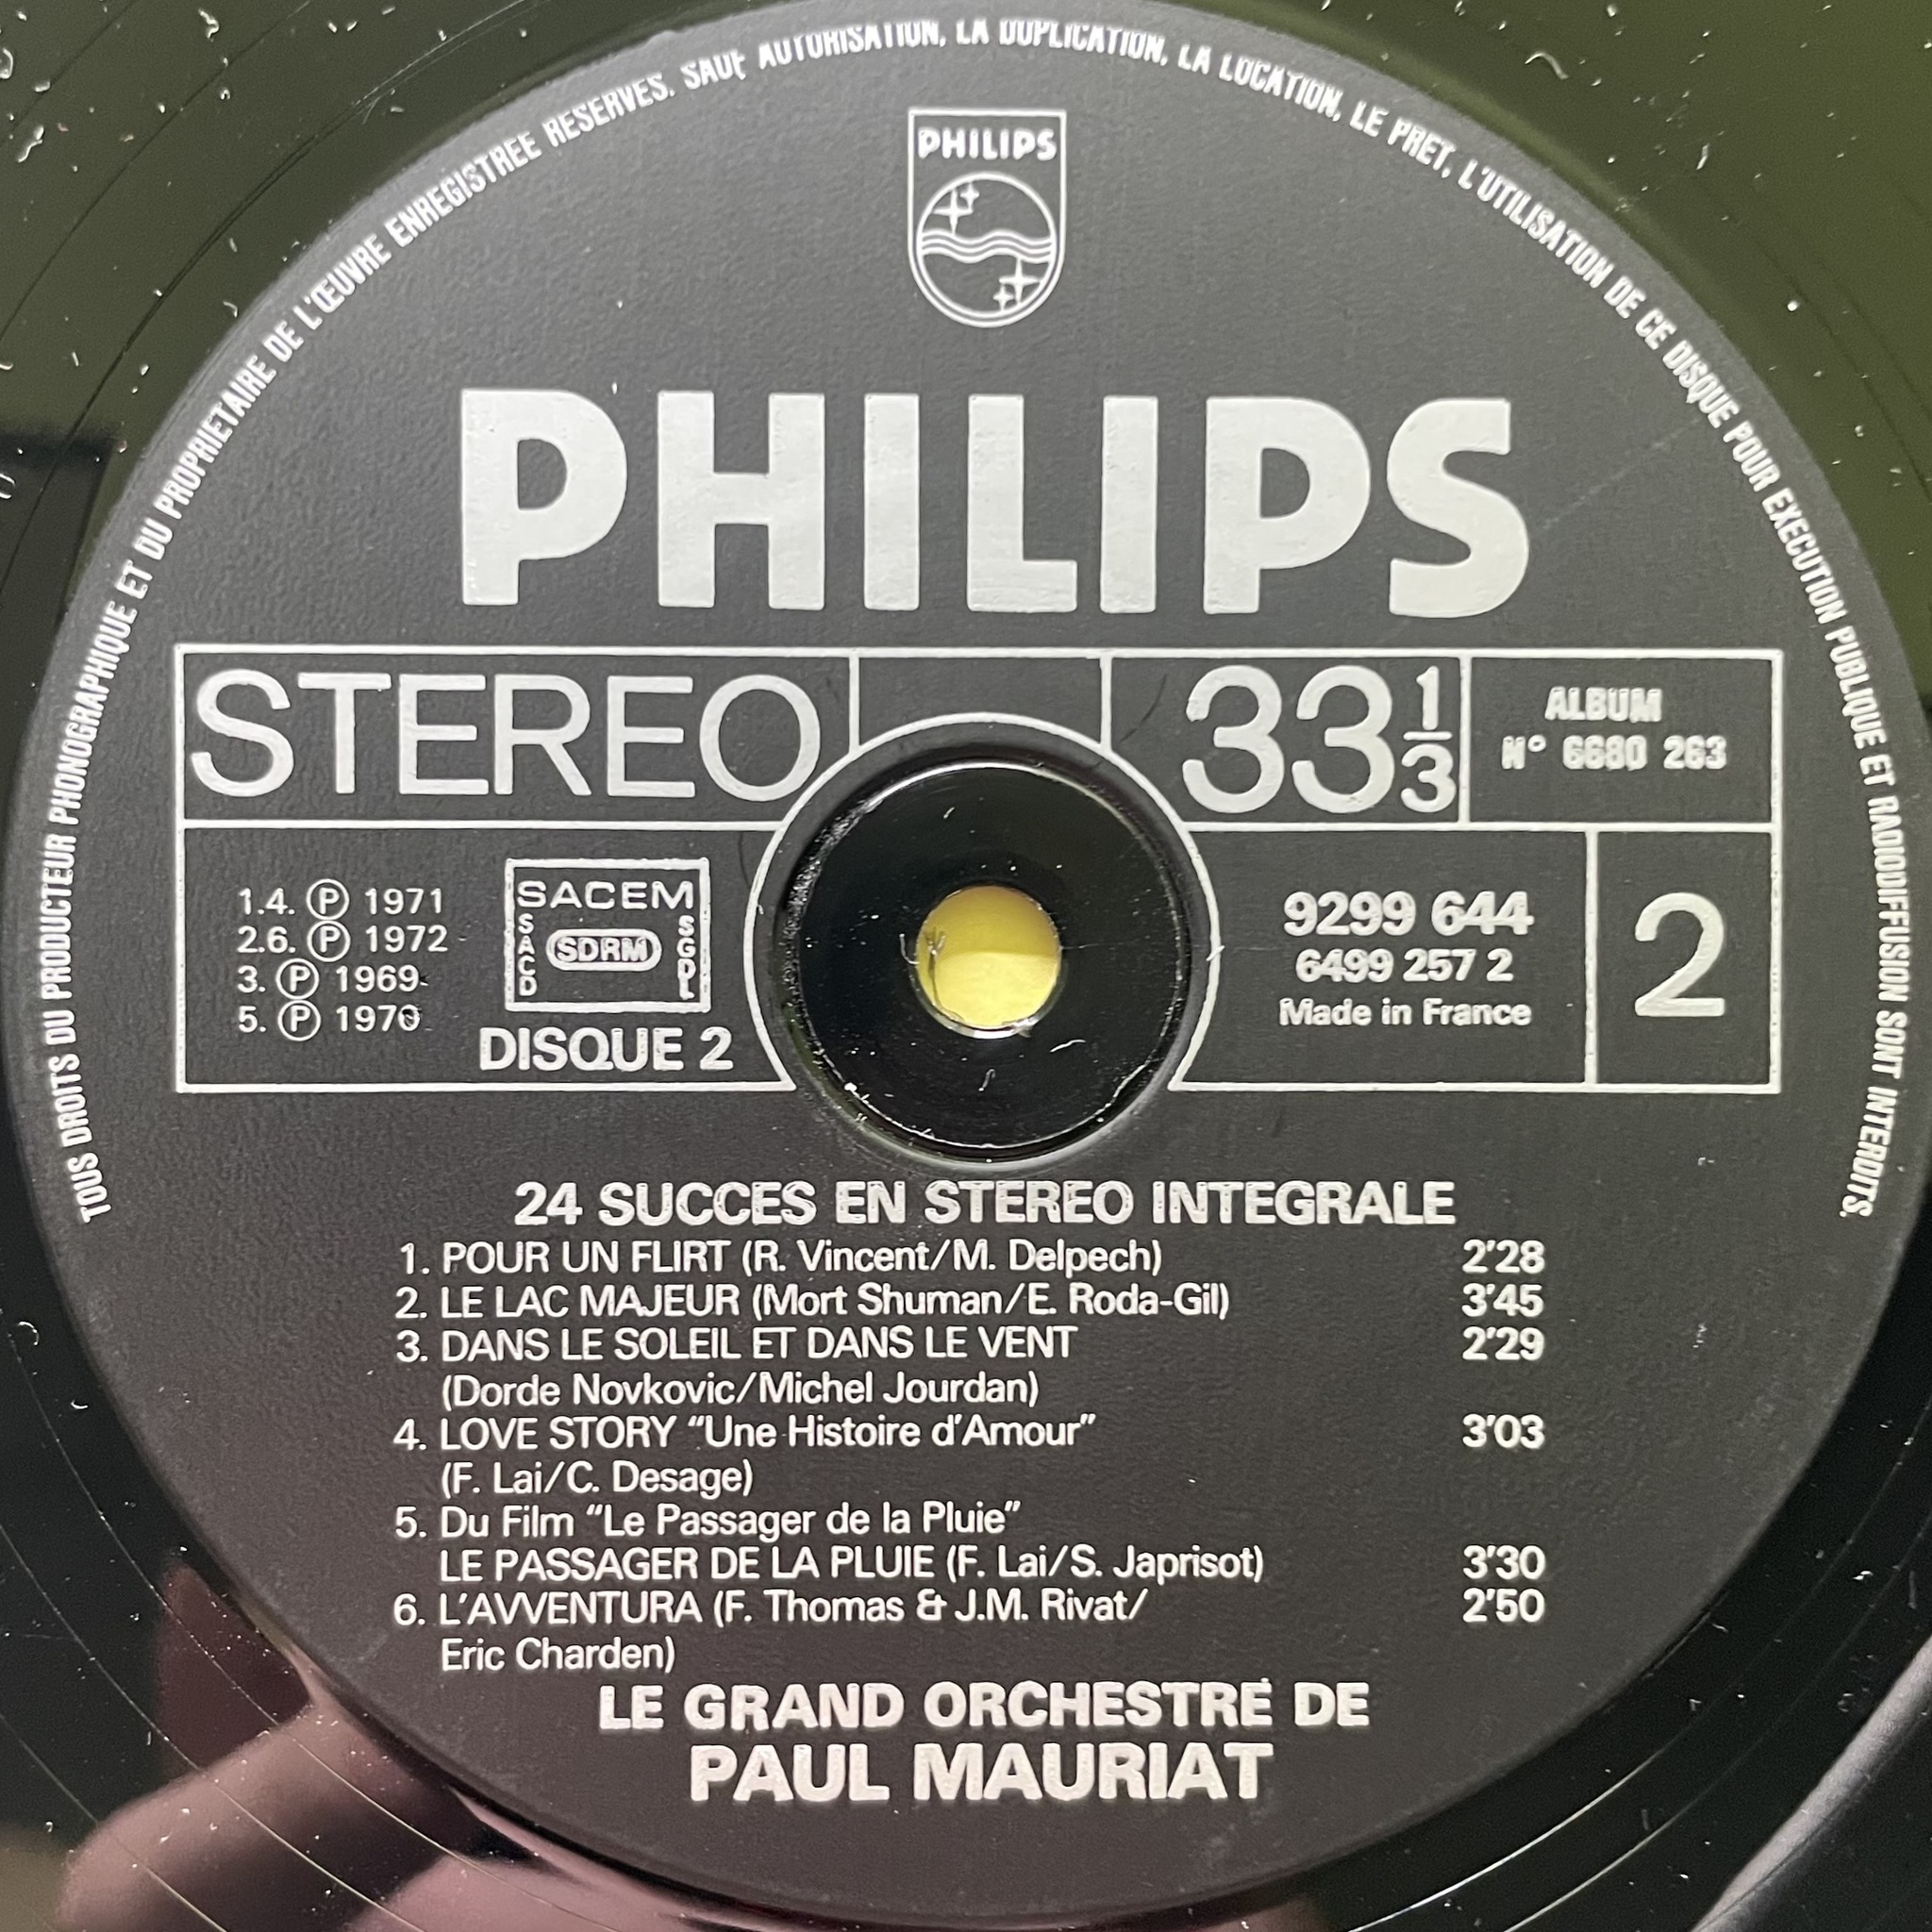 TOUS DROITS DU PRODUCTEUR PHONOGRAPHIQUE ET DU PROPRIETAIRE DE L'ŒUVRE ENREGISTREE RESERVES. SAUF AUTORISATION, LA DUPLICATION, LA LOCATION, LE PRET, L'UTILISATION DE CE DISQUE POUR EXECUTION PUBLIQUE ET RADIODIFFUSION SONT INTERDITS.
PHILIPS
PHILIPS
STEREO
33 1/3
ALBUM
N° 6680 263
1.4. Ⓟ 1971
2.6. Ⓟ 1972
3. Ⓟ 1969
5. Ⓟ 1970
SACEM
SACD
SDRM
SGDL
DISQUE 2
9299 644
6499 257 2
Made in France
2
24 SUCCES EN STEREO INTEGRALE
1. POUR UN FLIRT (R. Vincent/M. Delpech) 2'28
2. LE LAC MAJEUR (Mort Shuman/E. Roda-Gil) 3'45
3. DANS LE SOLEIL ET DANS LE VENT 2'29
(Dorde Novkovic/Michel Jourdan)
4. LOVE STORY “Une Histoire d'Amour” 3'03
(F. Lai/C. Desage)
5. Du Film “Le Passager de la Pluie”
LE PASSAGER DE LA PLUIE (F. Lai/S. Japrisot) 3'30
6. L'AVVENTURA (F. Thomas & J.M. Rivat/ 2'50
Eric Charden)
LE GRAND ORCHESTRE DE
PAUL MAURIAT